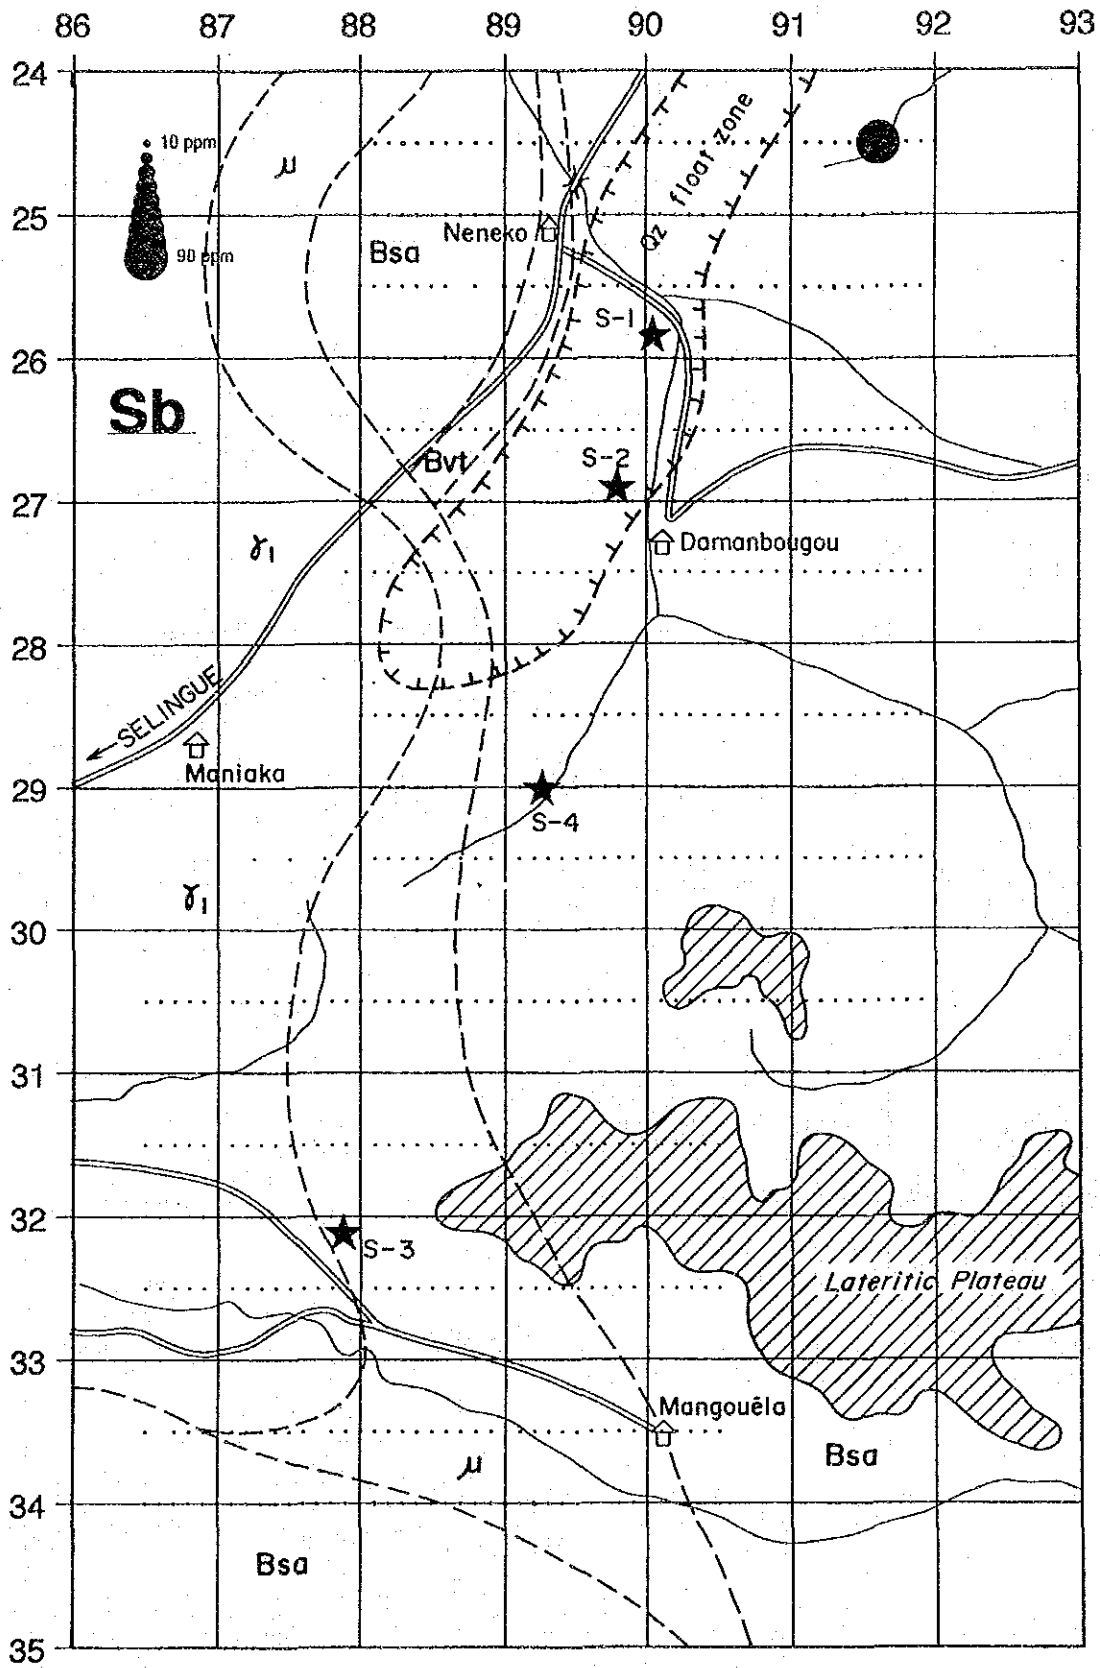 86 87 88 89 90 91 92 93
24
10 ppm
μ
Qz float zone
25
Neneko
Bsa
90 ppm
S-1
26
Sb
Bvt
S-2
27
γ1
Damanbougou
28
SELINGUE
Maniaka
29
S-4
γ1
30
31
32
S-3
Lateritic Plateau
33
Mangouêla
Bsa
μ
34
Bsa
35